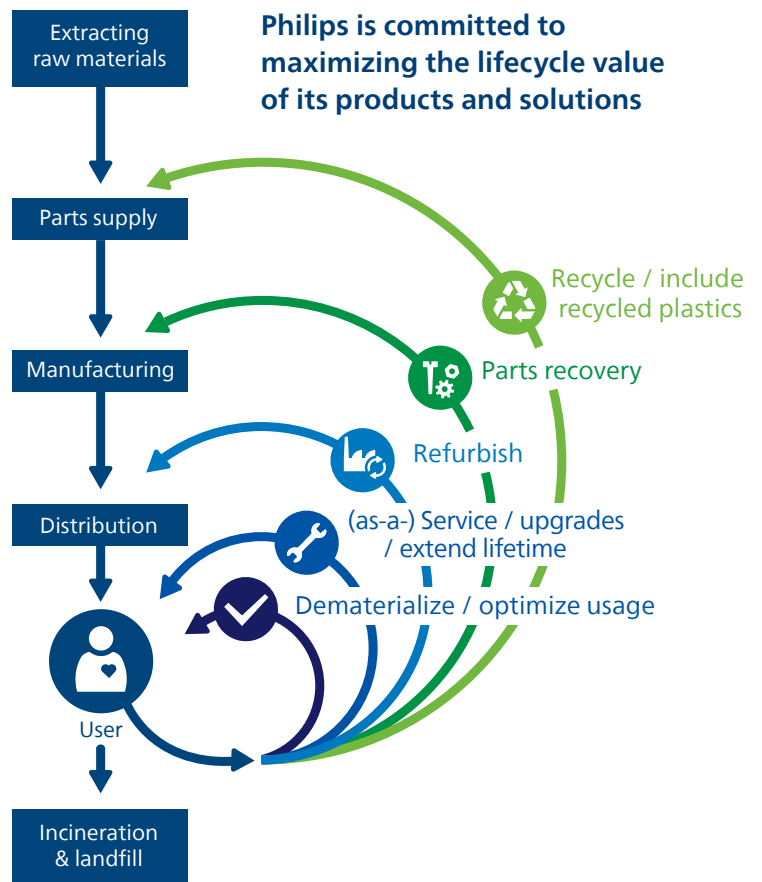 Extracting
raw materials
Philips is committed to
maximizing the lifecycle value
of its products and solutions
Parts supply
Recycle / include
recycled plastics
Manufacturing
Parts recovery
Refurbish
Distribution
(as-a-) Service / upgrades
/ extend lifetime
Dematerialize / optimize usage
User
Incineration
& landfill